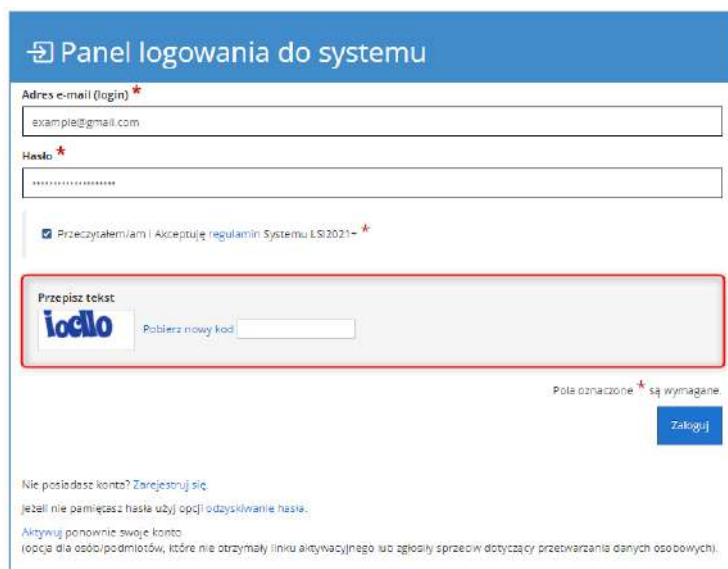 Panel logowania do systemu
Adres e-mail (login) *
example@gmail.com
Hasło *
Przeczytałem/am i Akceptuję regulamin Systemu LSI2021+ *
Przepisz tekst
Pobierz nowy kod
Pola oznaczone * są wymagane.
Zaloguj
Nie posiadasz konta? Zarejestruj się.
Jeżeli nie pamiętasz hasła użyj opcji odzyskiwanie hasła.
Aktywuj ponownie swoje konto
(opcja dla osób/podmiotów, które nie otrzymały linku aktywacyjnego lub zgłosiły sprzeciw dotyczący przetwarzania danych osobowych).